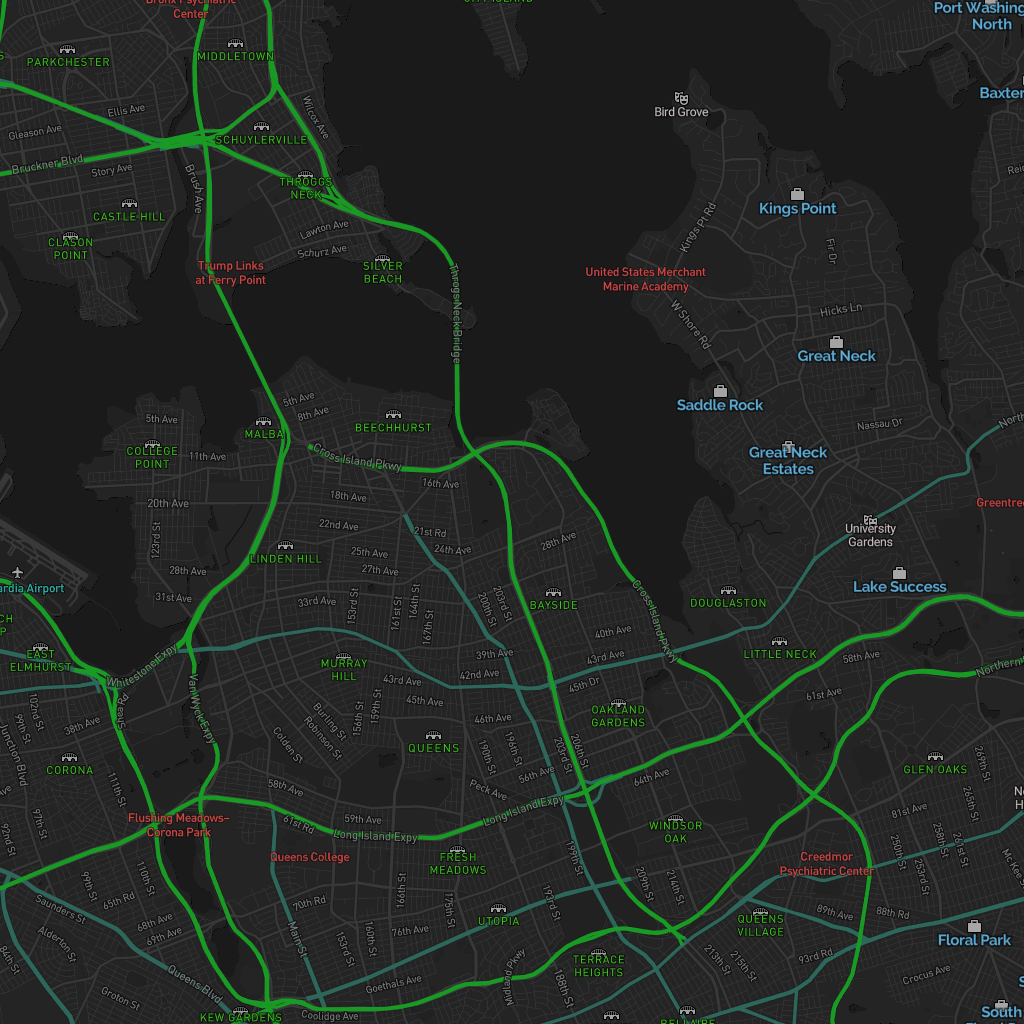 Bronx Psychiatric
Center
CITY ISLAND
Port Washing
North
PARKCHESTER
MIDDLETOWN
Baxter
Bird Grove
Ellis Ave
Wilcox Ave
Gleason Ave
SCHUYLERVILLE
Bruckner Blvd
Story Ave
Brush Ave
THROGGS
NECK
Kings Point
CASTLE HILL
Kings Pt Rd
Lawton Ave
Schurz Ave
CLASON
POINT
Fir Dr
Trump Links
at Ferry Point
SILVER
BEACH
United States Merchant
Marine Academy
Throgs Neck Bridge
W Shore Rd
Hicks Ln
Great Neck
5th Ave
8th Ave
Saddle Rock
5th Ave
MALBA
BEECHHURST
Nassau Dr
North
COLLEGE
POINT
11th Ave
Cross Island Pkwy
Great Neck
Estates
16th Ave
18th Ave
20th Ave
Greentree
123rd St
22nd Ave
21st Rd
24th Ave
28th Ave
University
Gardens
LINDEN HILL
25th Ave
27th Ave
28th Ave
ardia Airport
Lake Success
31st Ave
33rd Ave
153rd St
161st St
164th St
167th St
200th St
203rd St
BAYSIDE
DOUGLASTON
Cross Island Pkwy
EAST
ELMHURST
40th Ave
LITTLE NECK
MURRAY
HILL
39th Ave
43rd Ave
58th Ave
Whitestone Expy
Van Wyck Expy
43rd Ave
42nd Ave
45th Dr
Northern
61st Ave
102nd St
Shea Rd
45th Ave
156th St
159th St
46th Ave
OAKLAND
GARDENS
99th St
38th Ave
Burling St
Robinson St
Colden St
QUEENS
190th St
196th St
203rd St
206th St
269th St
Junction Blvd
CORONA
111th St
58th Ave
56th Ave
64th Ave
GLEN OAKS
265th St
Peck Ave
97th St
92nd St
Flushing Meadows–
Corona Park
61st Rd
59th Ave
Long Island Expy
Long Island Expy
WINDSOR
OAK
81st Ave
250th St
258th St
261st St
253rd St
Queens College
FRESH
MEADOWS
199th St
Creedmor
Psychiatric Center
McKee S
110th St
99th St
65th Rd
Saunders St
70th Rd
166th St
175th St
193rd St
209th St
214th St
UTOPIA
QUEENS
VILLAGE
89th Ave
88th Rd
68th Ave
69th Ave
Main St
76th Ave
153rd St
160th St
Alderton St
84th St
Floral Park
213th St
215th St
93rd Rd
TERRACE
HEIGHTS
Midland Pkwy
188th St
Crocus Ave
Queens Blvd
Groton St
Goethals Ave
KEW GARDENS
Coolidge Ave
BELLAIRE
South